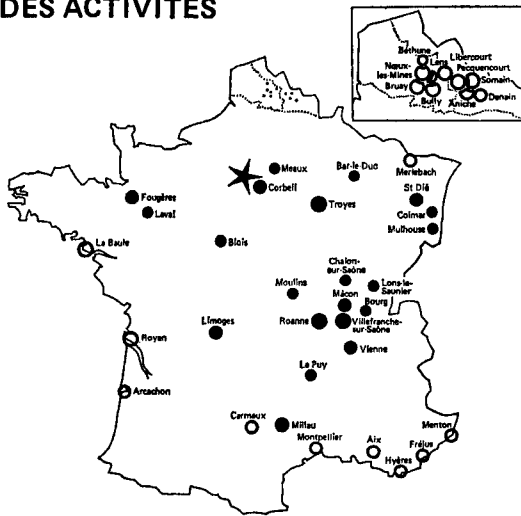 DES ACTIVITÉS
Béthune
Libercourt
Nœux-
les-Mines
Lens
Pecquencourt
Somain
Bruay
Bully
Aniche
Denain
Meaux
Bar-le-Duc
Merlebach
Corbeil
St Dié
Fougères
Troyes
Laval
Colmar
Mulhouse
La Baule
Blois
Chalon-
sur-Saône
Moulins
Lons-le-
Saunier
Mâcon
Bourg
Limoges
Roanne
Villefranche-
sur-Saône
Royan
Vienne
Le Puy
Arcachon
Carmaux
Millau
Montpellier
Aix
Menton
Fréjus
Hyères